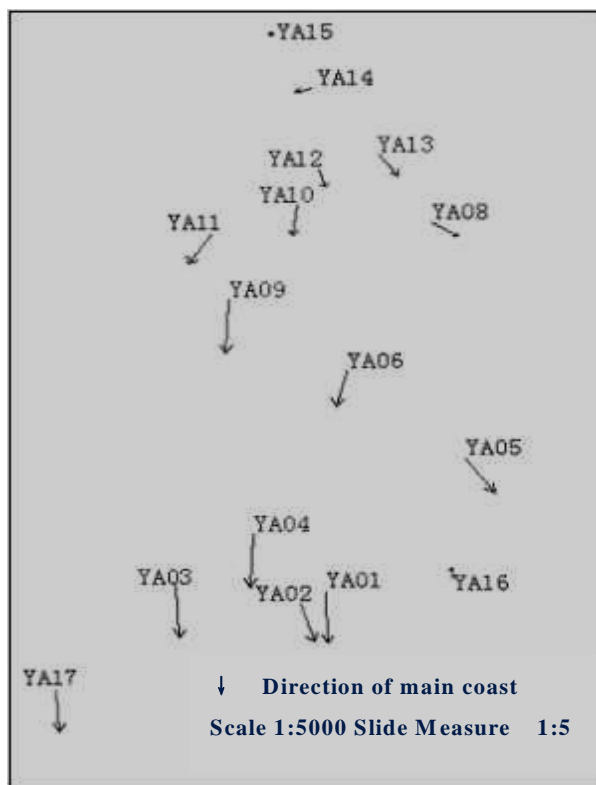 YA15
YA14
YA13
YA12
YA10
YA08
YA11
YA09
YA06
YA05
YA04
YA03
YA02
YA01
YA16
YA17
Direction of main coast
Scale 1:5000 Slide Measure 1:5